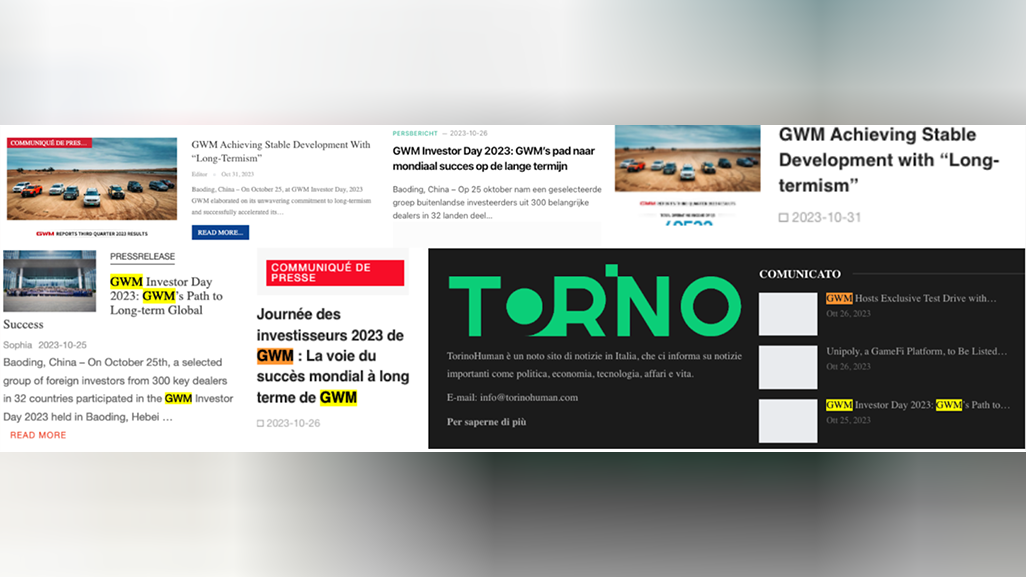 COMMUNIQUÉ DE PRES...
GWM REPORTS THIRD QUARTER 2023 RESULTS
GWM Achieving Stable Development With
“Long-Termism”
Editor - Oct 31, 2023
Baoding, China – On October 25, at GWM Investor Day, 2023
GWM elaborated on its unwavering commitment to long-termism
and successfully accelerated its…
READ MORE...
PERSBERICHT — 2023-10-26
GWM Investor Day 2023: GWM’s pad naar
mondiaal succes op de lange termijn
Baoding, China – Op 25 oktober nam een geselecteerde
groep buitenlandse investeerders uit 300 belangrijke
dealers in 32 landen deel...
GWM Achieving Stable
Development with “Long-
termism”
2023-10-31
PRESSRELEASE
GWM Investor Day
2023: GWM’s Path to
Long-term Global
Success
Sophia 2023-10-25
Baoding, China – On October 25th, a selected
group of foreign investors from 300 key dealers
in 32 countries participated in the GWM Investor
Day 2023 held in Baoding, Hebei …
READ MORE
COMMUNIQUÉ DE
PRESSE
Journée des
investisseurs 2023 de
GWM : La voie du
succès mondial à long
terme de GWM
2023-10-26
TORINO
TorinoHuman è un noto sito di notizie in Italia, che ci informa su notizie
importanti come politica, economia, tecnologia, affari e vita.
E-mail: info@torinohuman.com
Per saperne di più
COMUNICATO
GWM Hosts Exclusive Test Drive with…
Ott 26, 2023
Unipoly, a GameFi Platform, to Be Listed…
Ott 26, 2023
GWM Investor Day 2023: GWM’s Path to…
Ott 25, 2023